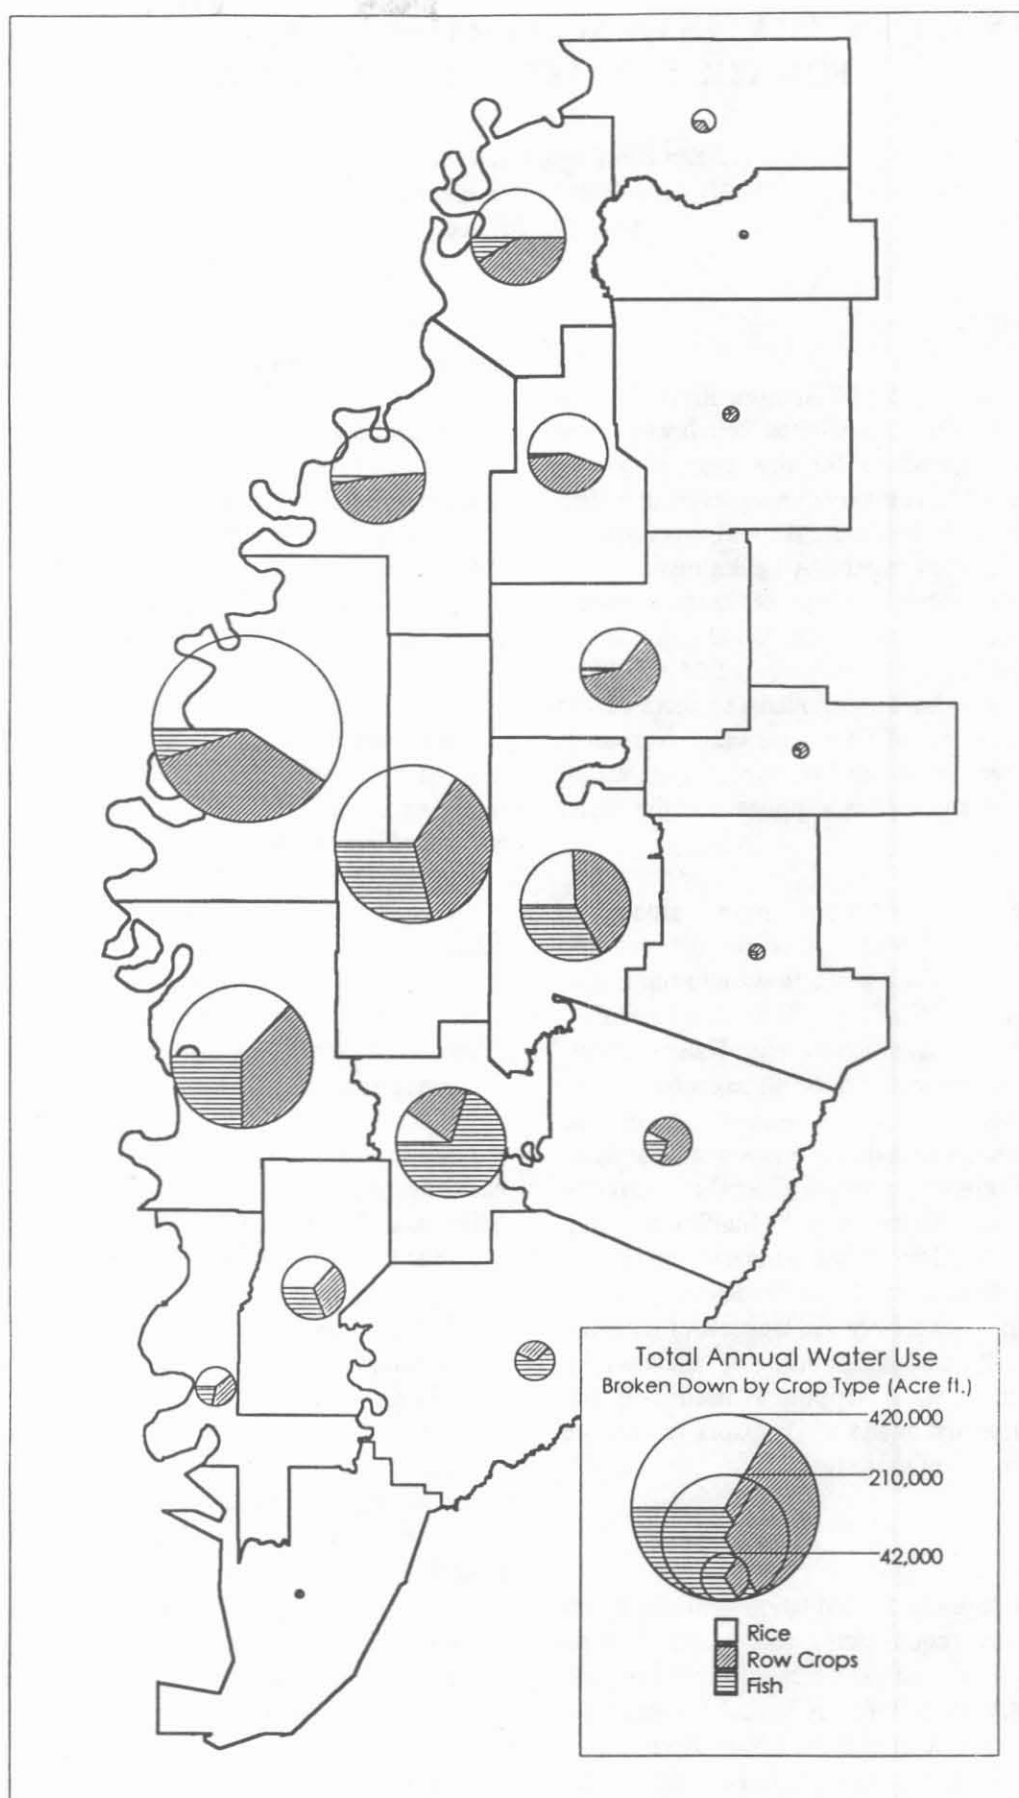 Total Annual Water Use
Broken Down by Crop Type (Acre ft.)
420,000
210,000
42,000
Rice
Row Crops
Fish